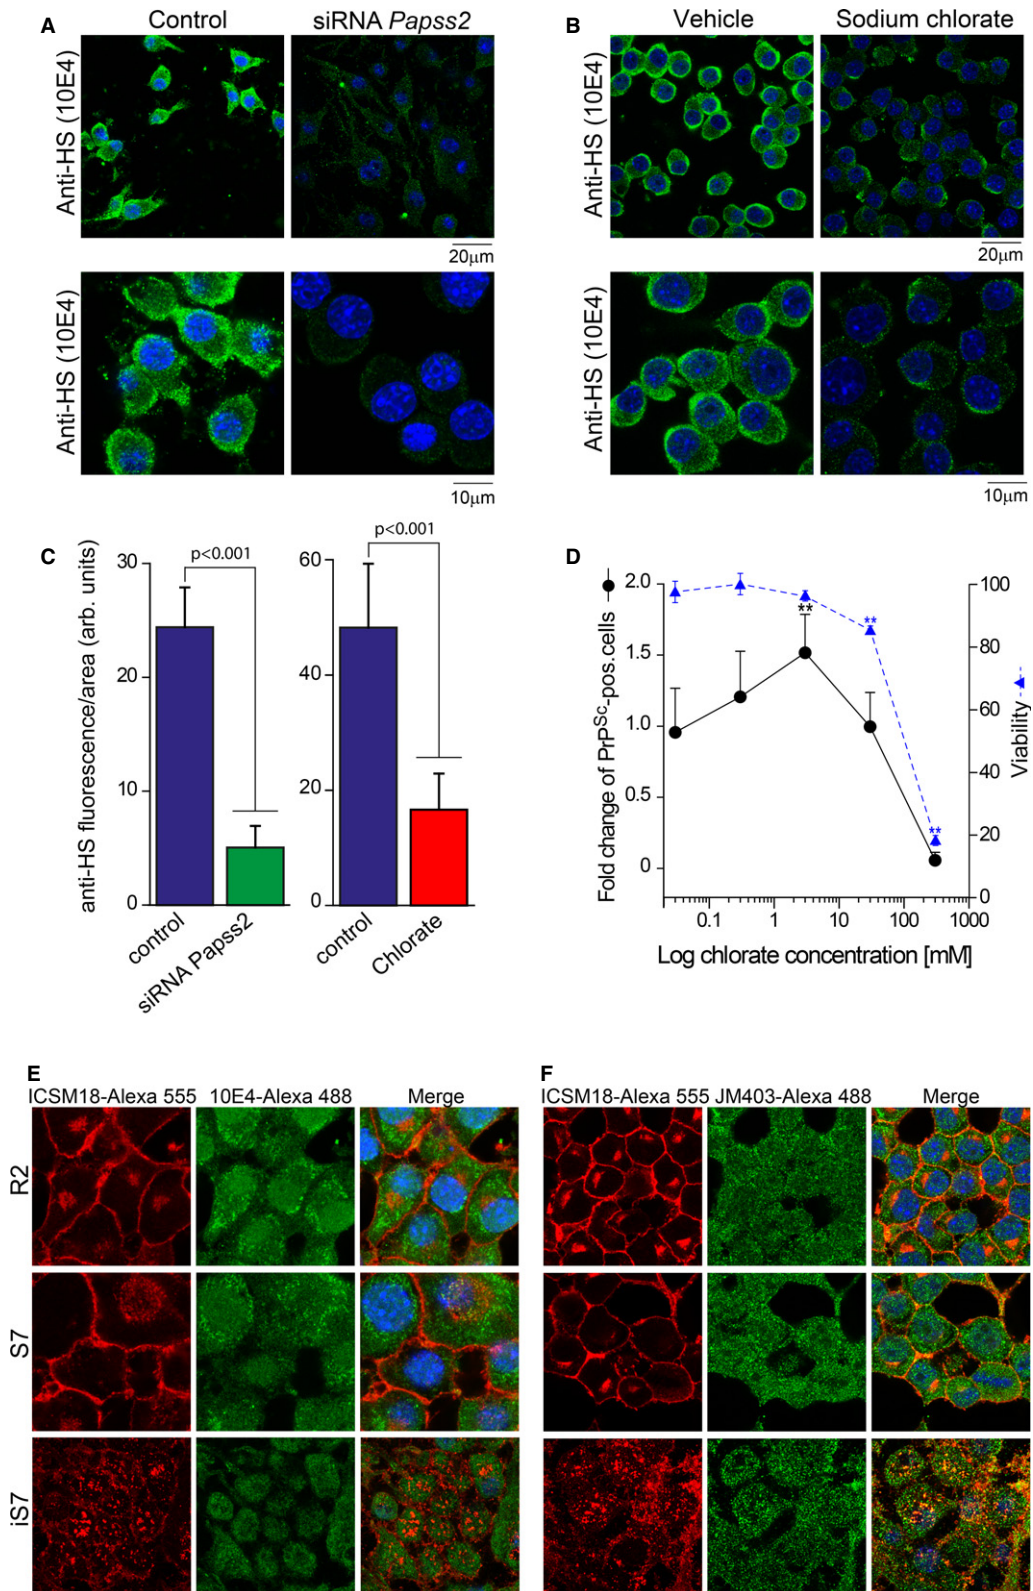 A
Control
siRNA Papss2
Anti-HS (10E4)
20μm
Anti-HS (10E4)
10μm
B
Vehicle
Sodium chlorate
Anti-HS (10E4)
20μm
Anti-HS (10E4)
10μm
C
anti-HS fluorescence/area (arb. units)
30
20
10
0
p<0.001
control
siRNA Papss2
60
40
20
0
p<0.001
control
Chlorate
D
Fold change of PrPSc-pos.cells
2.0
1.5
1.0
0.5
0
**
**
**
100
80
60
40
20
0
Viability
0.1 1 10 100 1000
Log chlorate concentration [mM]
E
ICSM18-Alexa 555 10E4-Alexa 488 Merge
R2
S7
iS7
F
ICSM18-Alexa 555 JM403-Alexa 488 Merge